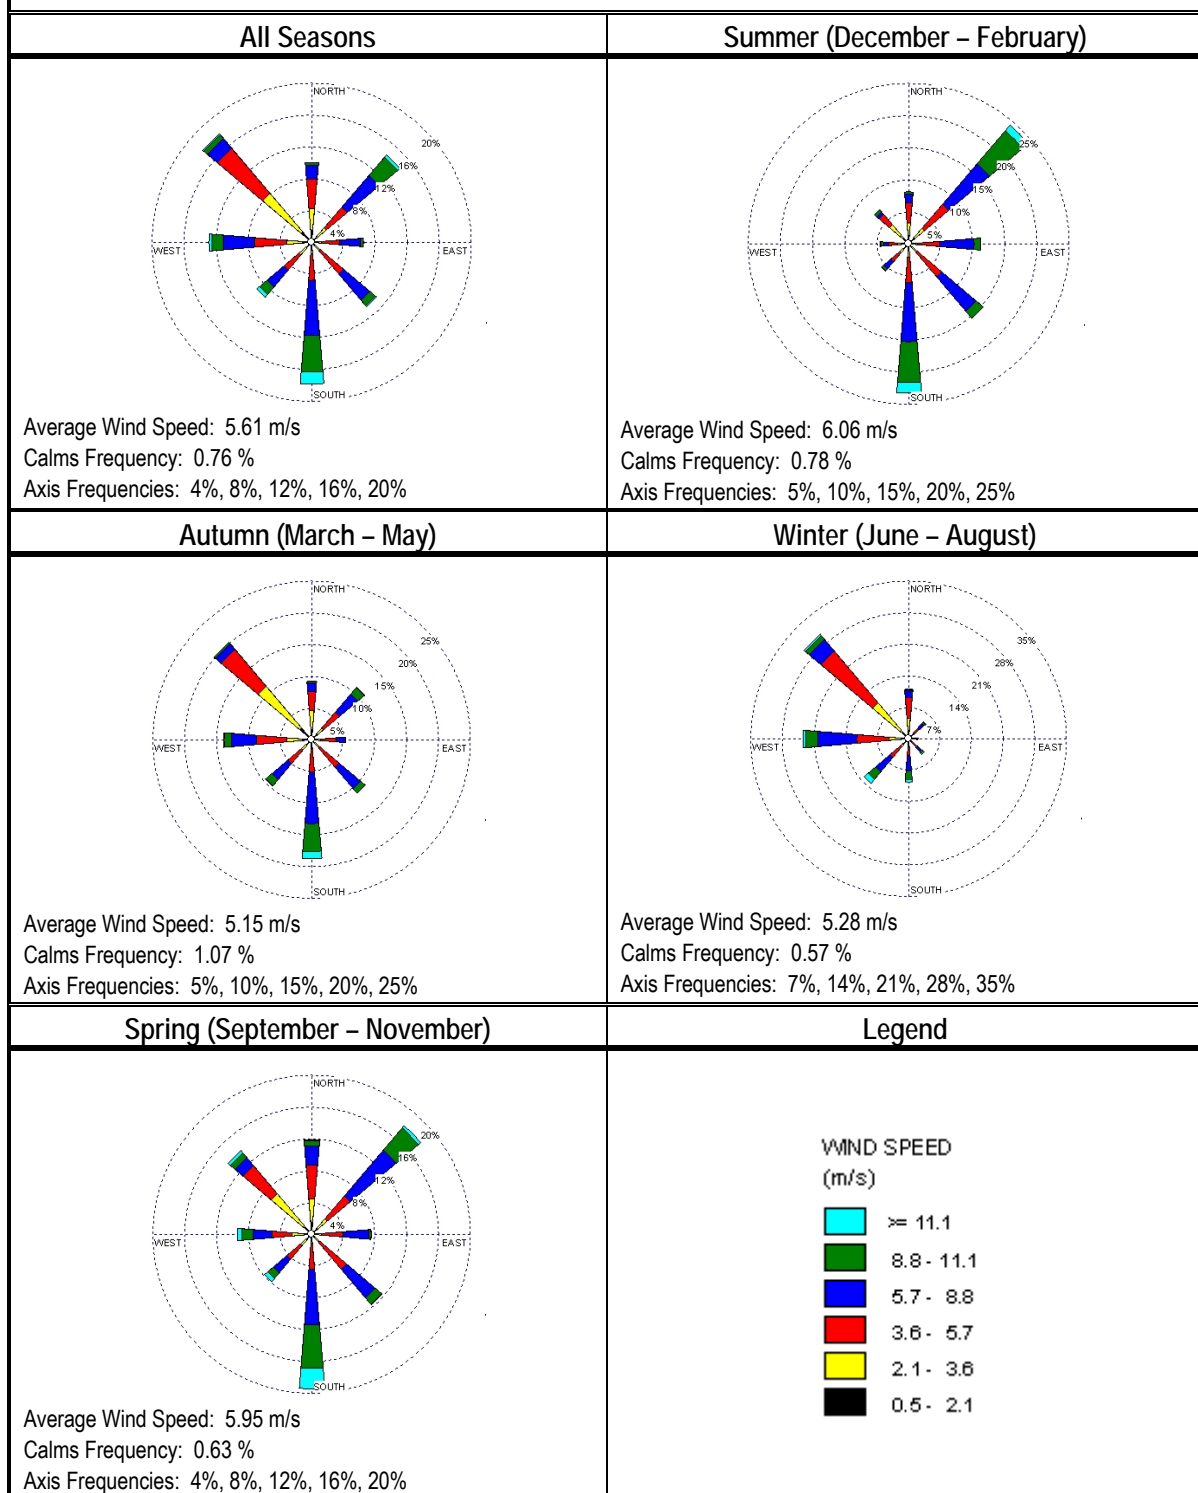 All Seasons
Summer (December – February)
NORTH
20%
16%
12%
8%
4%
WEST
EAST
SOUTH
Average Wind Speed: 5.61 m/s
Calms Frequency: 0.76 %
Axis Frequencies: 4%, 8%, 12%, 16%, 20%
NORTH
25%
20%
15%
10%
5%
WEST
EAST
SOUTH
Average Wind Speed: 6.06 m/s
Calms Frequency: 0.78 %
Axis Frequencies: 5%, 10%, 15%, 20%, 25%
Autumn (March – May)
Winter (June – August)
NORTH
25%
20%
15%
10%
5%
WEST
EAST
SOUTH
Average Wind Speed: 5.15 m/s
Calms Frequency: 1.07 %
Axis Frequencies: 5%, 10%, 15%, 20%, 25%
NORTH
35%
28%
21%
14%
7%
WEST
EAST
SOUTH
Average Wind Speed: 5.28 m/s
Calms Frequency: 0.57 %
Axis Frequencies: 7%, 14%, 21%, 28%, 35%
Spring (September – November)
Legend
NORTH
20%
16%
12%
8%
4%
WEST
EAST
SOUTH
Average Wind Speed: 5.95 m/s
Calms Frequency: 0.63 %
Axis Frequencies: 4%, 8%, 12%, 16%, 20%
WIND SPEED
(m/s)
>= 11.1
8.8 - 11.1
5.7 - 8.8
3.6 - 5.7
2.1 - 3.6
0.5 - 2.1